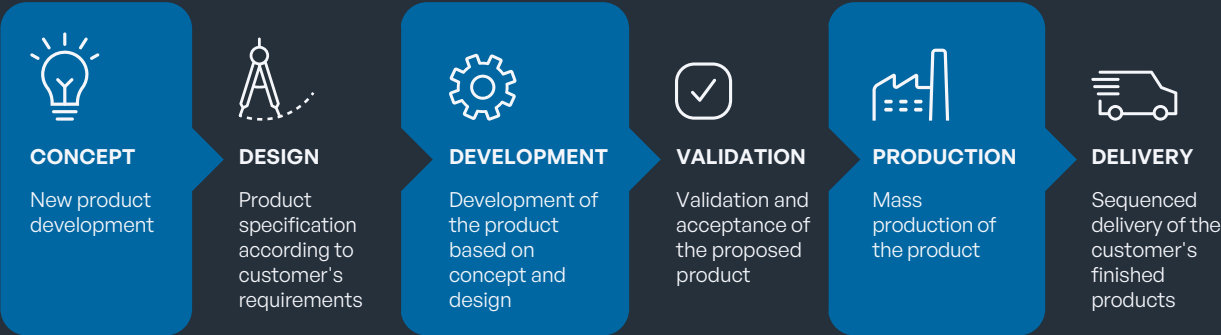 CONCEPT
New product
development
DESIGN
Product
specification
according to
customer's
requirements
DEVELOPMENT
Development of
the product
based on
concept and
design
VALIDATION
Validation and
acceptance of
the proposed
product
PRODUCTION
Mass
production of
the product
DELIVERY
Sequenced
delivery of the
customer's
finished
products